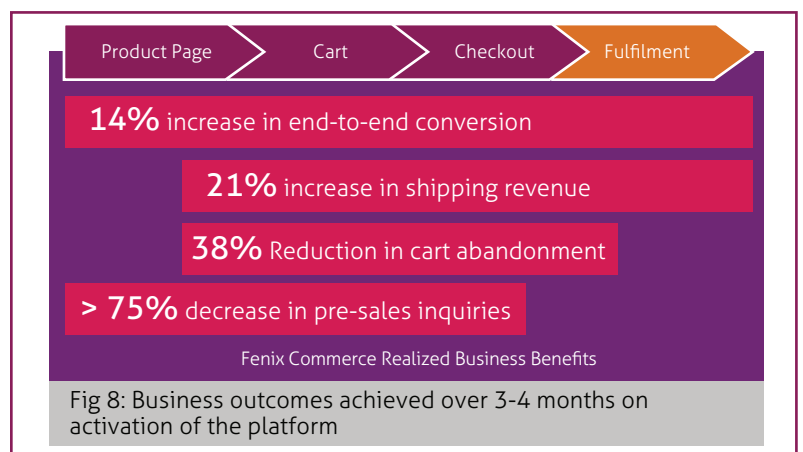 Product Page
Cart
Checkout
Fulfilment
14% increase in end-to-end conversion
21% increase in shipping revenue
38% Reduction in cart abandonment
> 75% decrease in pre-sales inquiries
Fenix Commerce Realized Business Benefits
Fig 8: Business outcomes achieved over 3-4 months on
activation of the platform